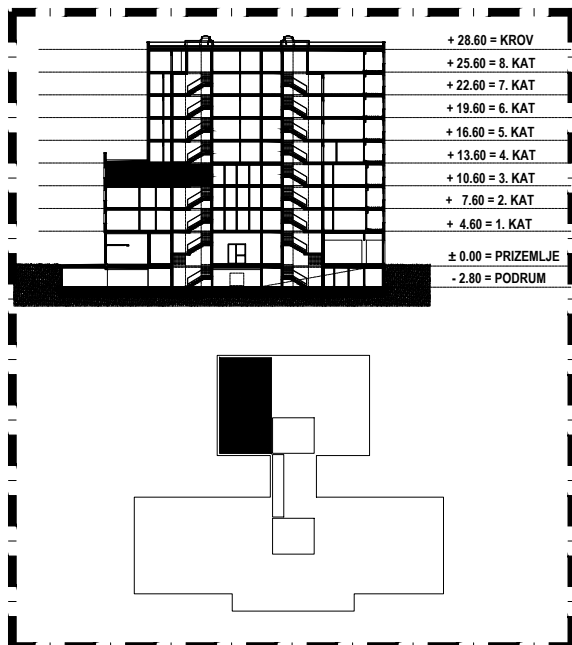 + 28.60 = KROV
+ 25.60 = 8. KAT
+ 22.60 = 7. KAT
+ 19.60 = 6. KAT
+ 16.60 = 5. KAT
+ 13.60 = 4. KAT
+ 10.60 = 3. KAT
+ 7.60 = 2. KAT
+ 4.60 = 1. KAT
± 0.00 = PRIZEMLJE
- 2.80 = PODRUM